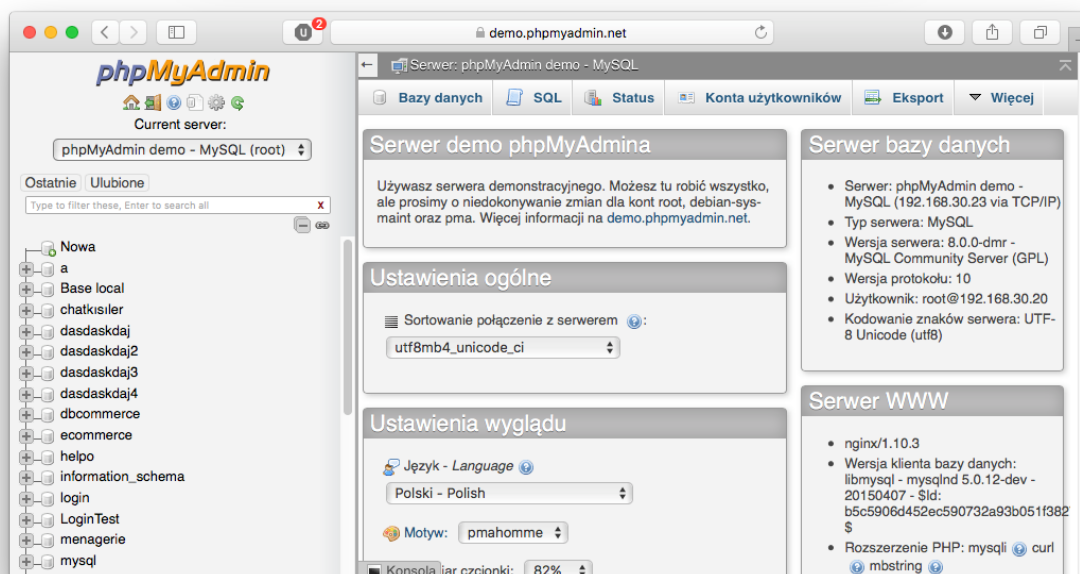 2
demo.phpmyadmin.net
phpMyAdmin
Current server:
phpMyAdmin demo - MySQL (root)
Ostatnie Ulubione
Type to filter these, Enter to search all X
Nowa
a
Base local
chatkısıler
dasdaskdaj
dasdaskdaj2
dasdaskdaj3
dasdaskdaj4
dbcommerce
ecommerce
helpo
information_schema
login
LoginTest
menagerie
mysql
Serwer: phpMyAdmin demo - MySQL
Bazy danych SQL Status Konta użytkowników Eksport Więcej
Serwer demo phpMyAdmina
Używasz serwera demonstracyjnego. Możesz tu robić wszystko,
ale prosimy o niedokonywanie zmian dla kont root, debian-sys-
maint oraz pma. Więcej informacji na demo.phpmyadmin.net.
Ustawienia ogólne
Sortowanie połączenie z serwerem :
utf8mb4_unicode_ci
Ustawienia wyglądu
Język - Language
Polski - Polish
Motyw: pmahomme
Konsola iar czcionki: 82%
Serwer bazy danych
Serwer: phpMyAdmin demo -
MySQL (192.168.30.23 via TCP/IP)
Typ serwera: MySQL
Wersja serwera: 8.0.0-dmr -
MySQL Community Server (GPL)
Wersja protokołu: 10
Użytkownik: root@192.168.30.20
Kodowanie znaków serwera: UTF-
8 Unicode (utf8)
Serwer WWW
nginx/1.10.3
Wersja klienta bazy danych:
libmysql - mysqlnd 5.0.12-dev -
20150407 - $Id:
b5c5906d452ec590732a93b051f382
$
Rozszerzenie PHP: mysqli curl
mbstring